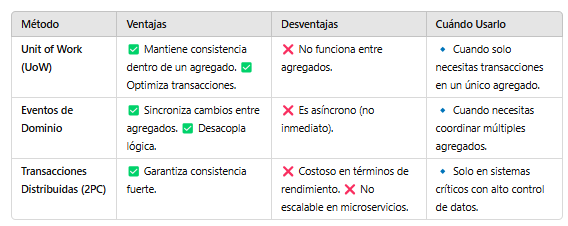 Método Ventajas Desventajas Cuándo Usarlo
Unit of Work ✅ Mantiene consistencia ❌ No funciona entre 🔹 Cuando solo
(UoW) dentro de un agregado. ✅ agregados. necesitas transacciones
Optimiza transacciones. en un único agregado.
Eventos de ✅ Sincroniza cambios entre ❌ Es asíncrono (no 🔹 Cuando necesitas
Dominio agregados. ✅ Desacopla inmediato). coordinar múltiples
lógica. agregados.
Transacciones ✅ Garantiza consistencia ❌ Costoso en términos de 🔹 Solo en sistemas
Distribuidas (2PC) fuerte. rendimiento. ❌ No críticos con alto control
escalable en microservicios. de datos.